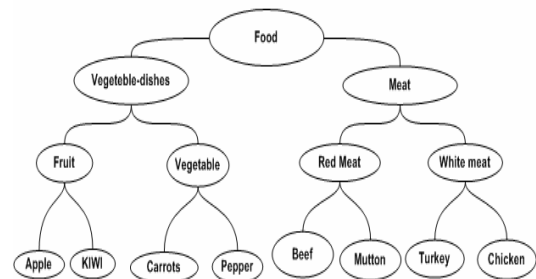 Food
Vegeteble-dishes
Meat
Fruit
Vegetable
Red Meat
White meat
Apple
KIWI
Carrots
Pepper
Beef
Mutton
Turkey
Chicken